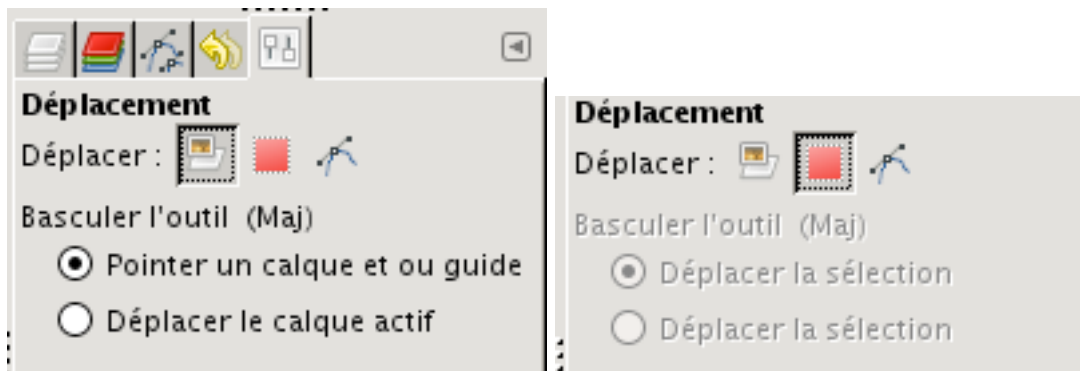 Déplacement
Déplacer :
Basculer l'outil (Maj)
Pointer un calque et ou guide
Déplacer le calque actif
Déplacement
Déplacer :
Basculer l'outil (Maj)
Déplacer la sélection
Déplacer la sélection